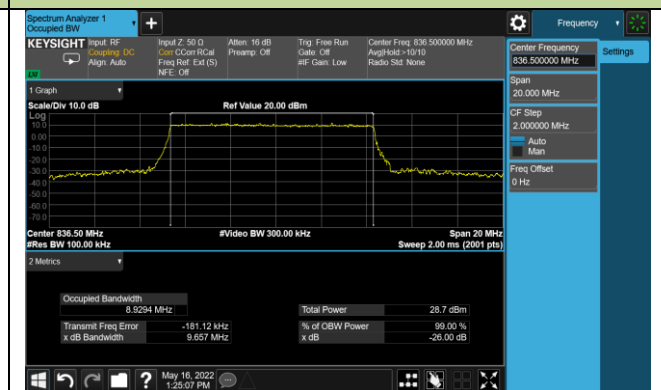 Spectrum Analyzer 1
Occupied BW
+
Frequency
KEYSIGHT
Input: RF
Coupling: DC
Align: Auto
Input Z: 50 Ω
Corr CCorr RCal
Freq Ref: Ext (S)
NFE: Off
Atten: 16 dB
Preamp: Off
Trig: Free Run
Gate: Off
#IF Gain: Low
Center Freq: 836.500000 MHz
Avg|Hold:>10/10
Radio Std: None
Center Frequency
836.500000 MHz
Settings
Span
20.000 MHz
CF Step
2.000000 MHz
Auto
Man
Freq Offset
0 Hz
1 Graph
Scale/Div 10.0 dB
Ref Value 20.00 dBm
Log
10.0
0.00
-10.0
-20.0
-30.0
-40.0
-50.0
-60.0
-70.0
Center 836.50 MHz
#Video BW 300.00 kHz
Span 20 MHz
#Res BW 100.00 kHz
Sweep 2.00 ms (2001 pts)
2 Metrics
Occupied Bandwidth
8.9294 MHz
Total Power 28.7 dBm
Transmit Freq Error -181.12 kHz
% of OBW Power 99.00 %
x dB Bandwidth 9.657 MHz
x dB -26.00 dB
?
May 16, 2022
1:25:07 PM